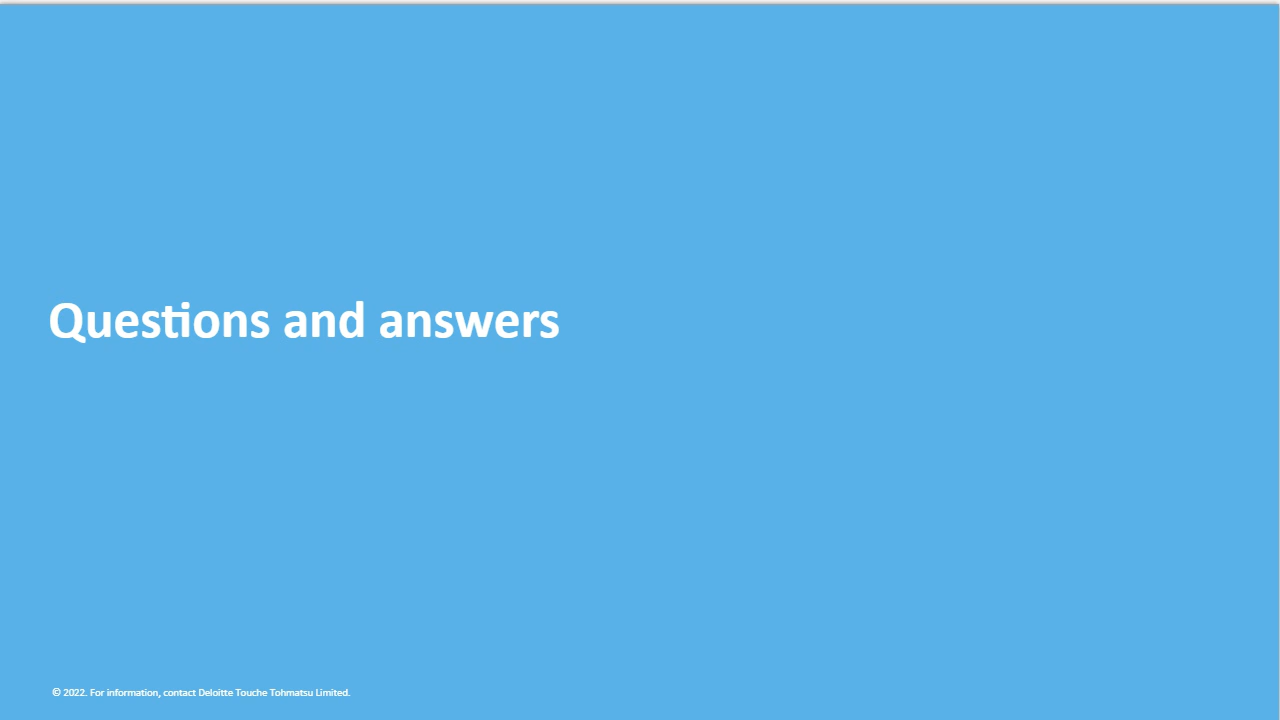 Questions and answers
© 2022. For information, contact Deloitte Touche Tohmatsu Limited.